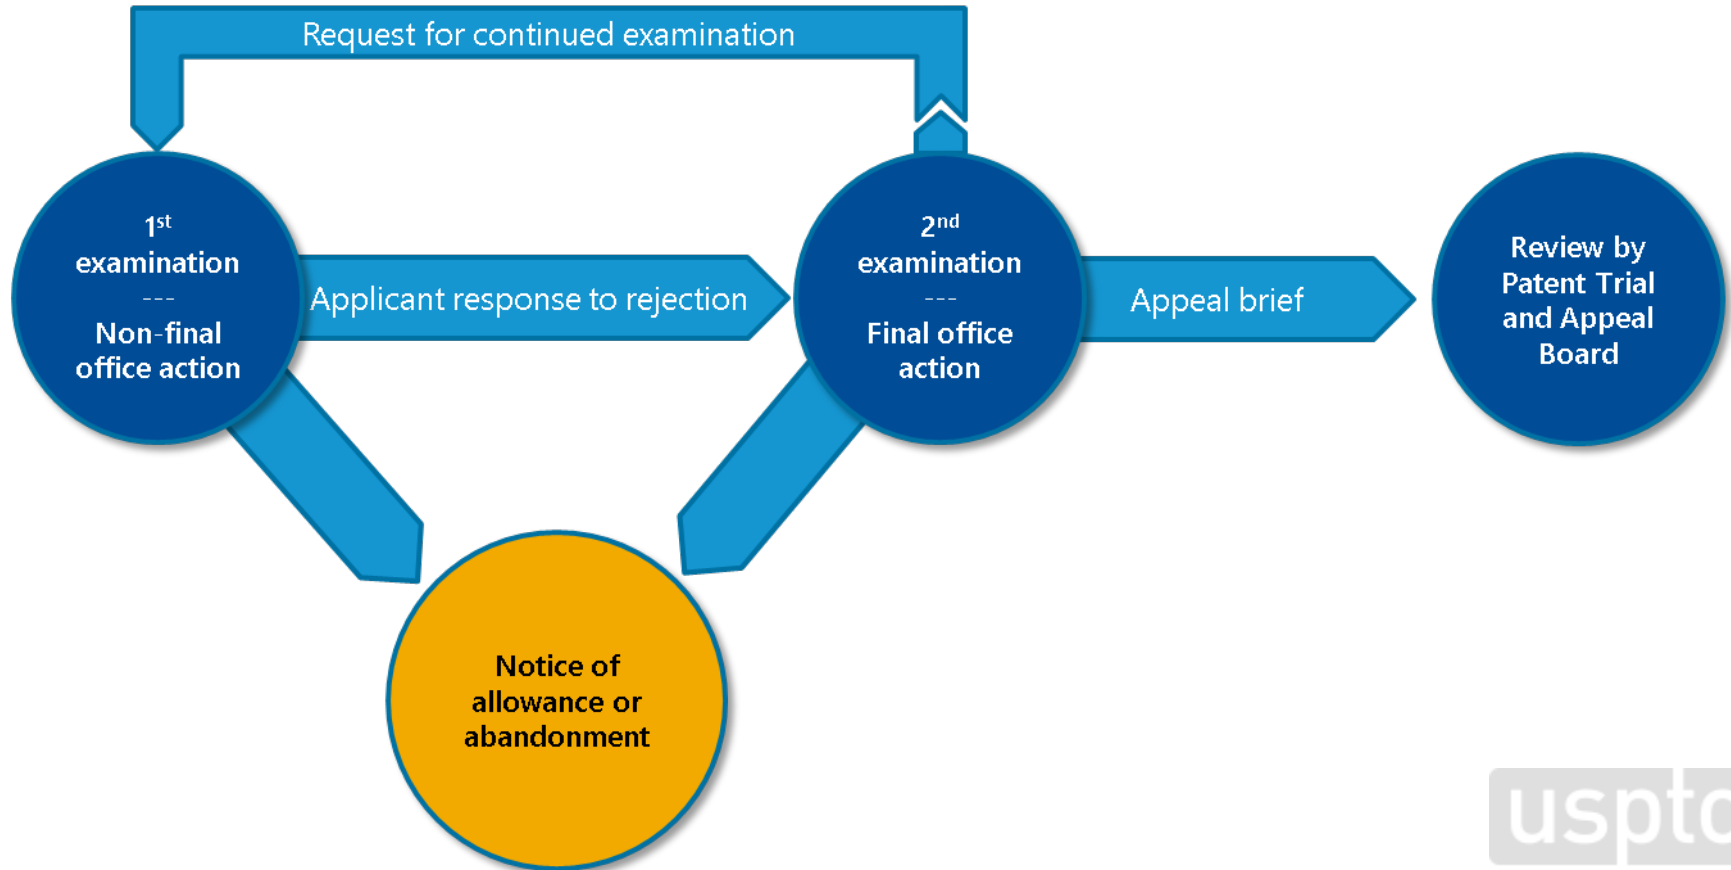 Request for continued examination
1st
examination
---
Non-final
office action
Applicant response to rejection
2nd
examination
---
Final office
action
Appeal brief
Review by
Patent Trial
and Appeal
Board
Notice of
allowance or
abandonment
uspto